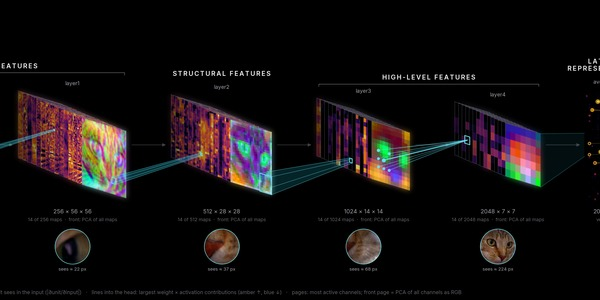 EATURES
STRUCTURAL FEATURES
HIGH-LEVEL FEATURES
LAT
REPRESE
layer1
layer2
layer3
layer4
256 × 56 × 56
14 of 256 maps · front: PCA of all maps
sees ≈ 22 px
512 × 28 × 28
14 of 512 maps · front: PCA of all maps
sees ≈ 37 px
1024 × 14 × 14
14 of 1024 maps · front: PCA of all maps
sees ≈ 68 px
2048 × 7 × 7
14 of 2048 maps · front: PCA of all maps
sees ≈ 224 px
20
lines into the head: largest weight × activation contributions (amber ↑, blue ↓) · pages: most active channels; front page = PCA of all channels as RGB